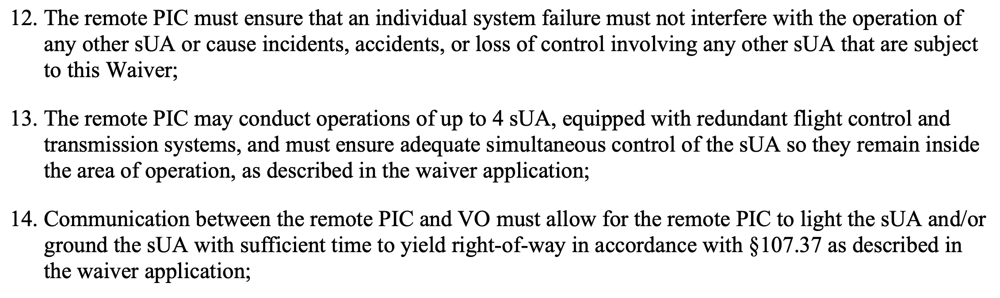 12. The remote PIC must ensure that an individual system failure must not interfere with the operation of
any other sUA or cause incidents, accidents, or loss of control involving any other sUA that are subject
to this Waiver;
13. The remote PIC may conduct operations of up to 4 sUA, equipped with redundant flight control and
transmission systems, and must ensure adequate simultaneous control of the sUA so they remain inside
the area of operation, as described in the waiver application;
14. Communication between the remote PIC and VO must allow for the remote PIC to light the sUA and/or
ground the sUA with sufficient time to yield right-of-way in accordance with §107.37 as described in
the waiver application;